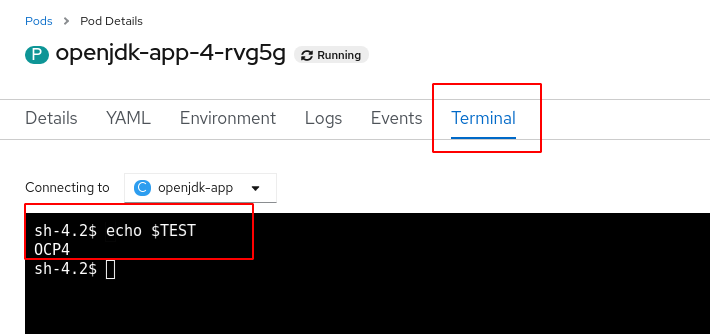 Pods > Pod Details
P openjdk-app-4-rvg5g Running
Details YAML Environment Logs Events Terminal
Connecting to C openjdk-app
sh-4.2$ echo $TEST
OCP4
sh-4.2$